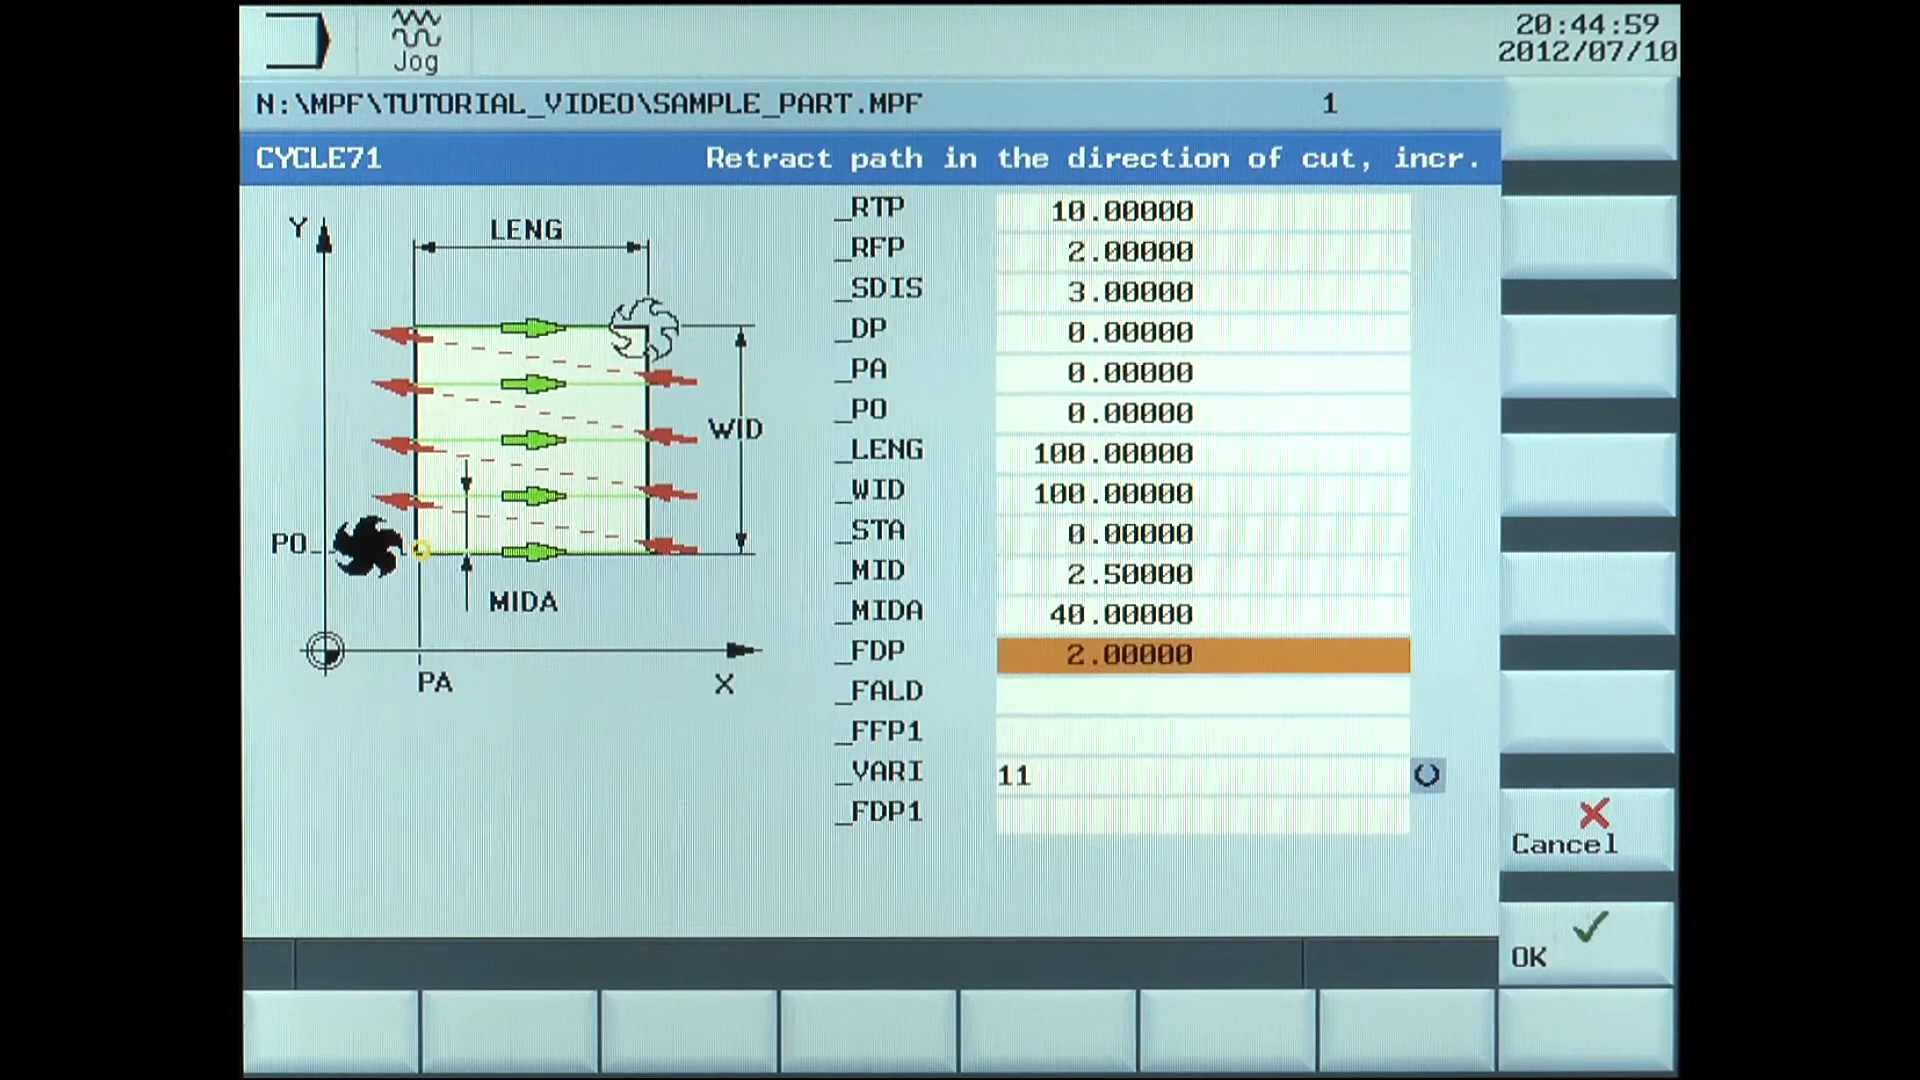 Jog
20:44:59
2012/07/10
N:\MPF\TUTORIAL_VIDEO\SAMPLE_PART.MPF 1
CYCLE71 Retract path in the direction of cut, incr.
Y
LENG
WID
PO
MIDA
PA
X
_RTP 10.00000
_RFP 2.00000
_SDIS 3.00000
_DP 0.00000
_PA 0.00000
_PO 0.00000
_LENG 100.00000
_WID 100.00000
_STA 0.00000
_MID 2.50000
_MIDA 40.00000
_FDP 2.00000
_FALD
_FFP1
_VARI 11
_FDP1
Cancel
OK